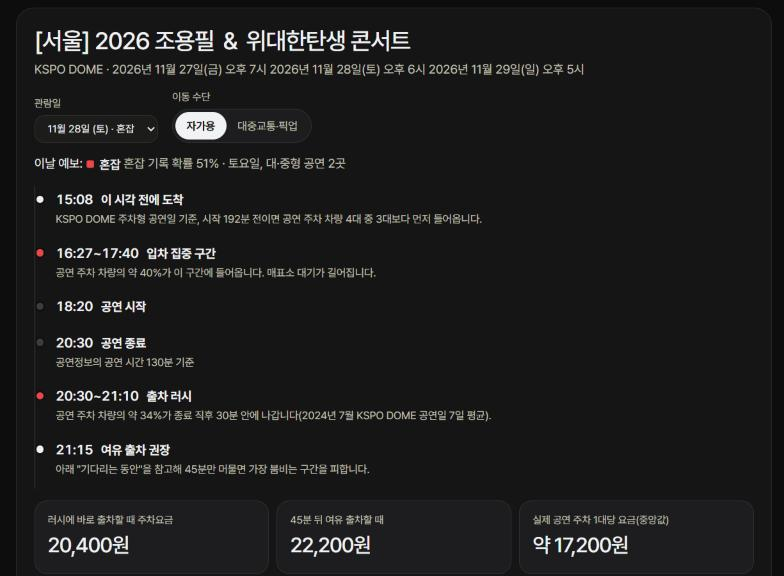 [서울] 2026 조용필 & 위대한탄생 콘서트
KSPO DOME · 2026년 11월 27일(금) 오후 7시 2026년 11월 28일(토) 오후 6시 2026년 11월 29일(일) 오후 5시
관람일
이동 수단
11월 28일 (토) · 혼잡
자가용
대중교통·픽업
이날 예보: 혼잡 혼잡 기록 확률 51% · 토요일, 대·중형 공연 2곳
15:08 이 시각 전에 도착
KSPO DOME 주차형 공연일 기준, 시작 192분 전이면 공연 주차 차량 4대 중 3대보다 먼저 들어옵니다.
16:27~17:40 입차 집중 구간
공연 주차 차량의 약 40%가 이 구간에 들어옵니다. 매표소 대기가 길어집니다.
18:20 공연 시작
20:30 공연 종료
공연정보의 공연 시간 130분 기준
20:30~21:10 출차 러시
공연 주차 차량의 약 34%가 종료 직후 30분 안에 나갑니다(2024년 7월 KSPO DOME 공연일 7일 평균).
21:15 여유 출차 권장
아래 "기다리는 동안"을 참고해 45분만 머물면 가장 붐비는 구간을 피합니다.
러시에 바로 출차할 때 주차요금
20,400원
45분 뒤 여유 출차할 때
22,200원
실제 공연 주차 1대당 요금(중앙값)
약 17,200원